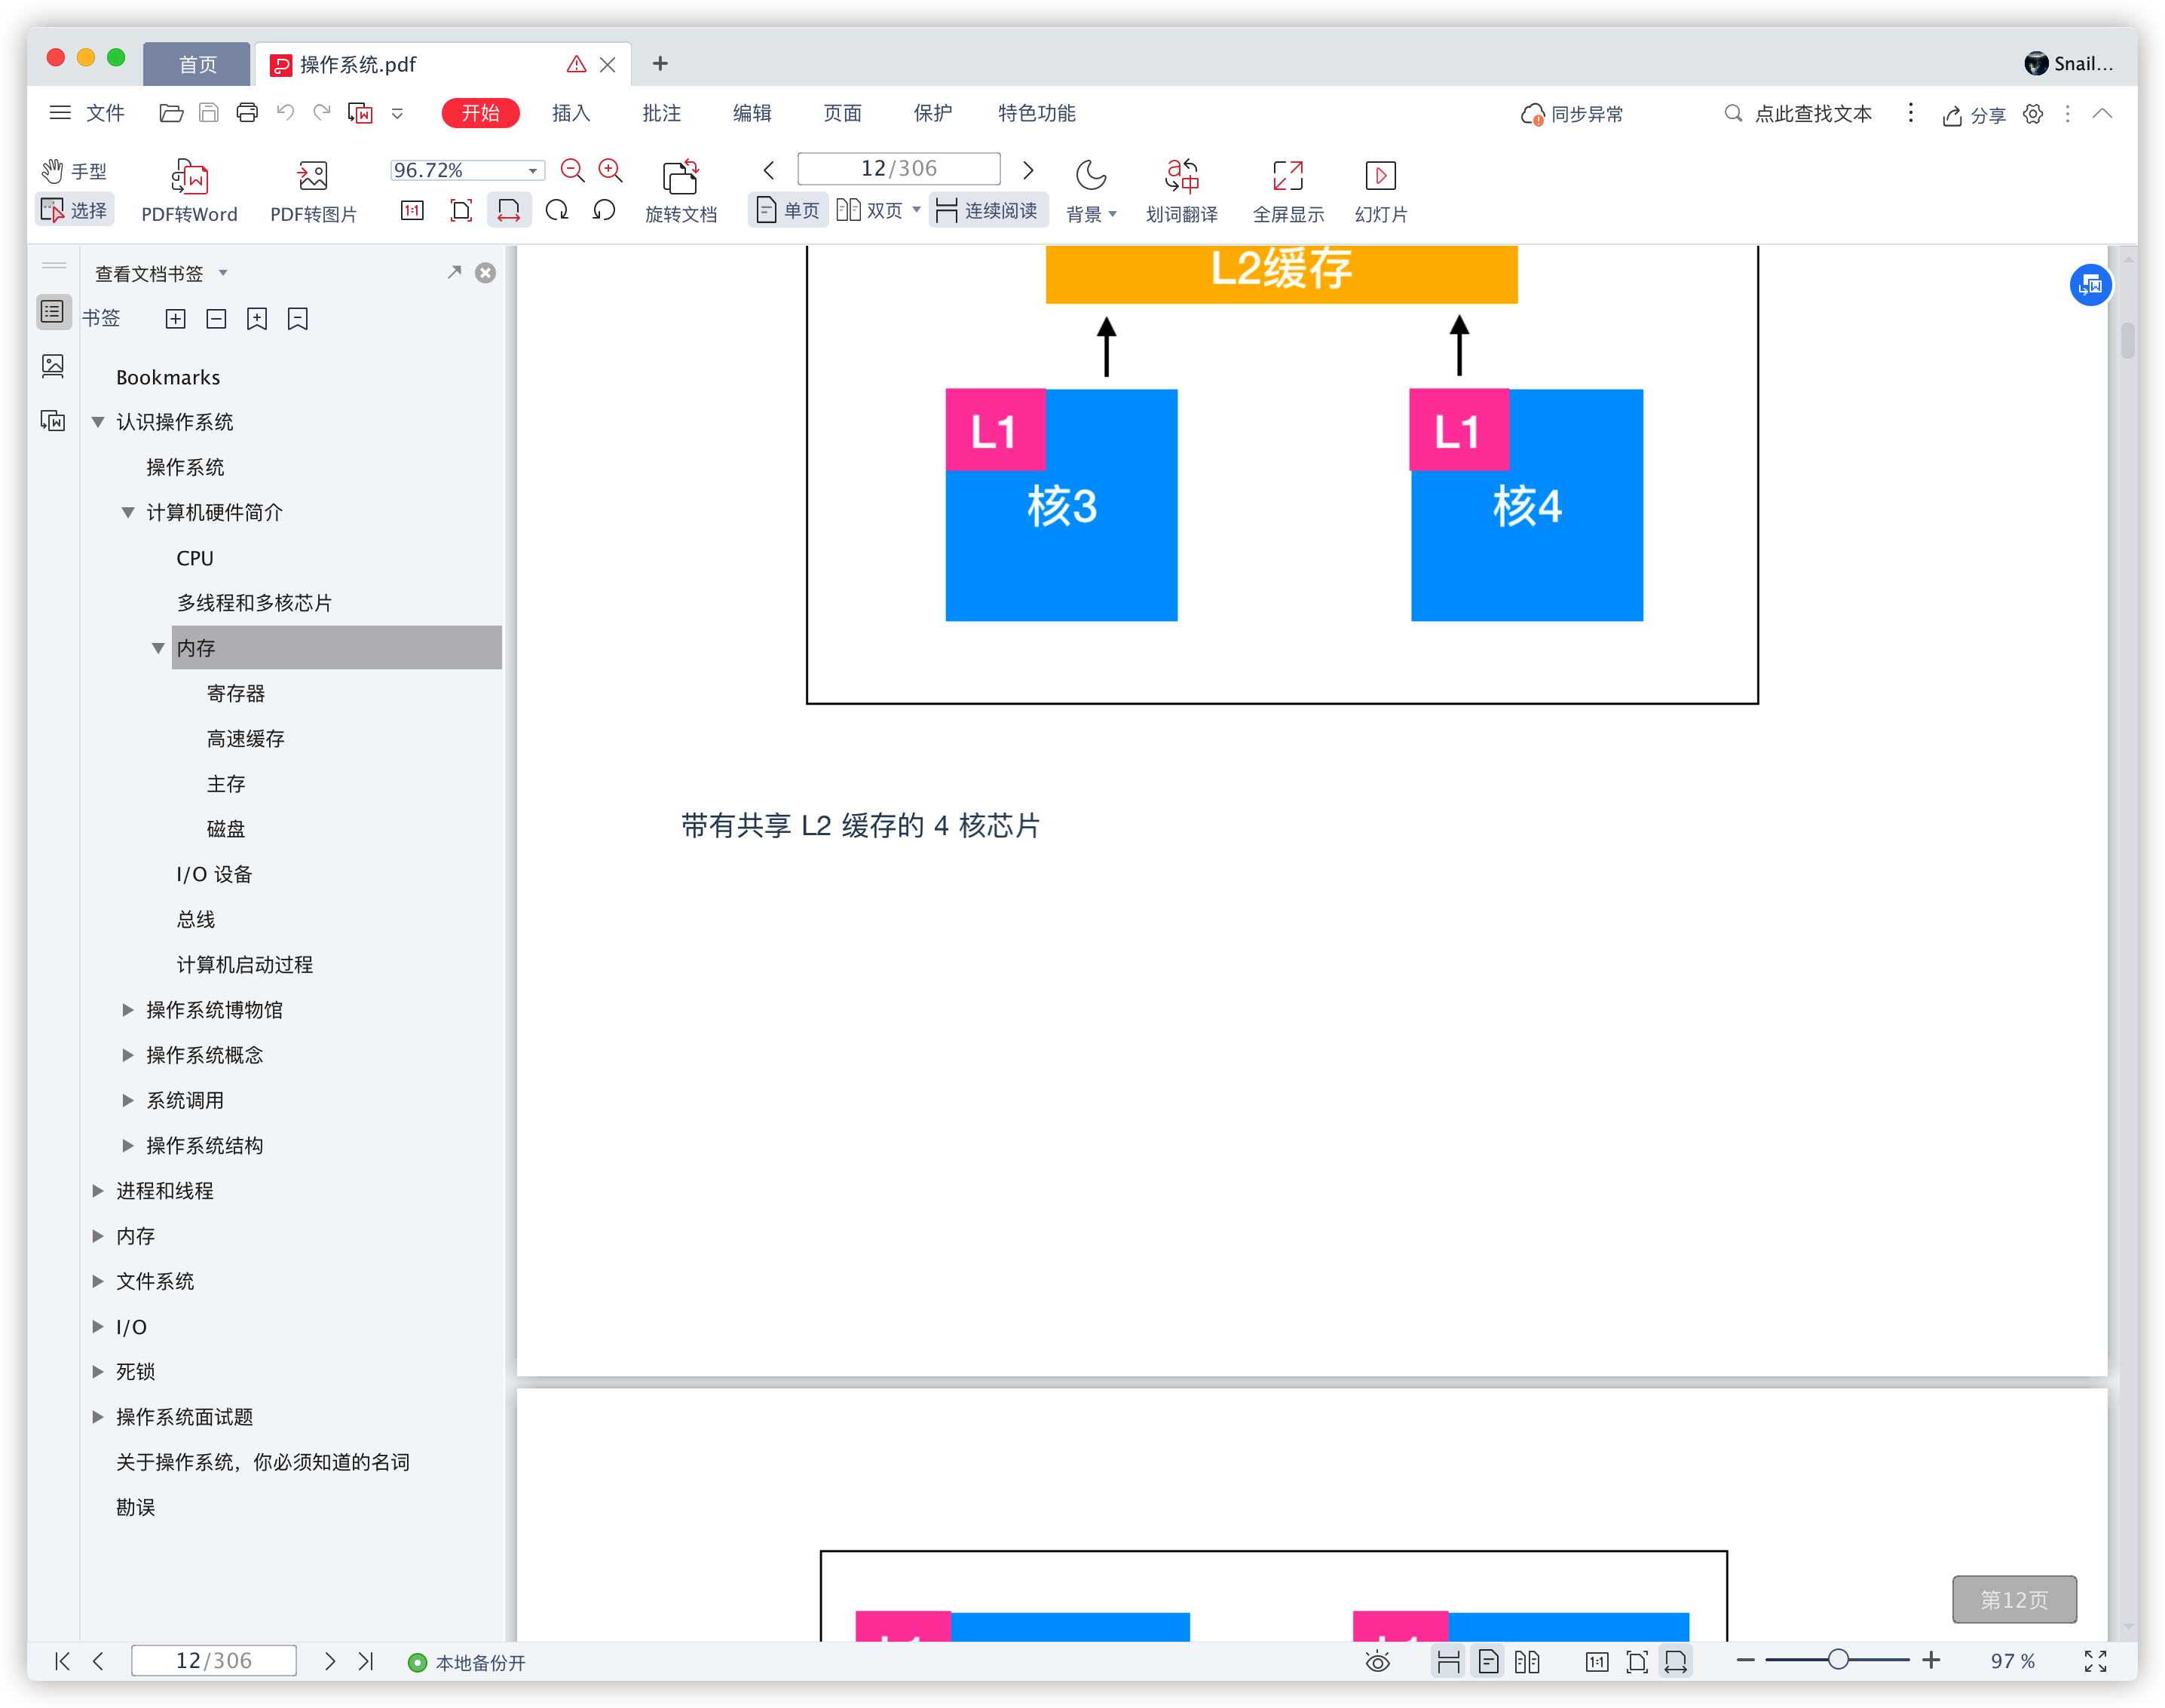 首页
操作系统.pdf
Snail...
文件
开始
插入
批注
编辑
页面
保护
特色功能
同步异常
点此查找文本
分享
手型
选择
PDF转Word
PDF转图片
96.72%
1:1
旋转文档
12/306
单页
双页
连续阅读
背景
划词翻译
全屏显示
幻灯片
查看文档书签
书签
Bookmarks
认识操作系统
操作系统
计算机硬件简介
CPU
多线程和多核芯片
内存
寄存器
高速缓存
主存
磁盘
I/O 设备
总线
计算机启动过程
操作系统博物馆
操作系统概念
系统调用
操作系统结构
进程和线程
内存
文件系统
I/O
死锁
操作系统面试题
关于操作系统，你必须知道的名词
勘误
L2缓存
L1
核3
L1
核4
带有共享 L2 缓存的 4 核芯片
L1
L1
第12页
12/306
本地备份开
1:1
97 %